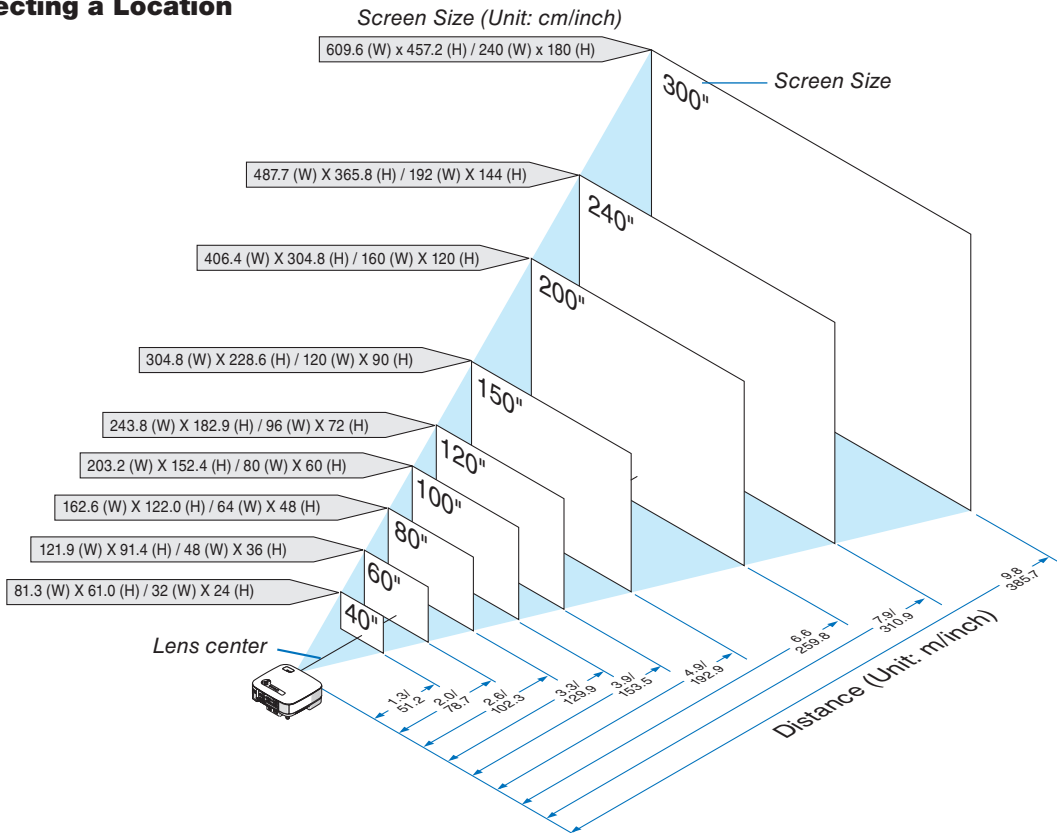 ecting a Location
Screen Size (Unit: cm/inch)
609.6 (W) x 457.2 (H) / 240 (W) x 180 (H)
Screen Size
300"
487.7 (W) X 365.8 (H) / 192 (W) X 144 (H)
240"
406.4 (W) X 304.8 (H) / 160 (W) X 120 (H)
200"
304.8 (W) X 228.6 (H) / 120 (W) X 90 (H)
150"
243.8 (W) X 182.9 (H) / 96 (W) X 72 (H)
120"
203.2 (W) X 152.4 (H) / 80 (W) X 60 (H)
100"
162.6 (W) X 122.0 (H) / 64 (W) X 48 (H)
80"
121.9 (W) X 91.4 (H) / 48 (W) X 36 (H)
60"
81.3 (W) X 61.0 (H) / 32 (W) X 24 (H)
40"
Lens center
1.3/
51.2
2.0/
78.7
2.6/
102.3
3.3/
129.9
3.9/
153.5
4.9/
192.9
6.6
259.8
7.9/
310.9
9.8
385.7
Distance (Unit: m/inch)